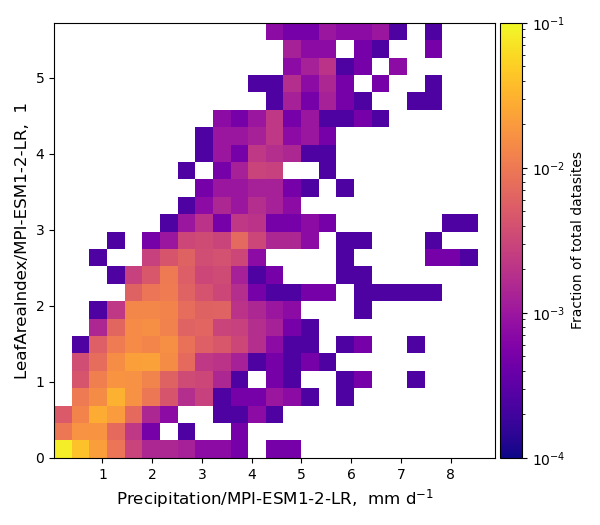 LeafAreaIndex/MPI-ESM1-2-LR, 1
5
4
3
2
1
0
1 2 3 4 5 6 7 8
Precipitation/MPI-ESM1-2-LR, mm d⁻¹
10⁻¹
10⁻²
10⁻³
10⁻⁴
Fraction of total datasites